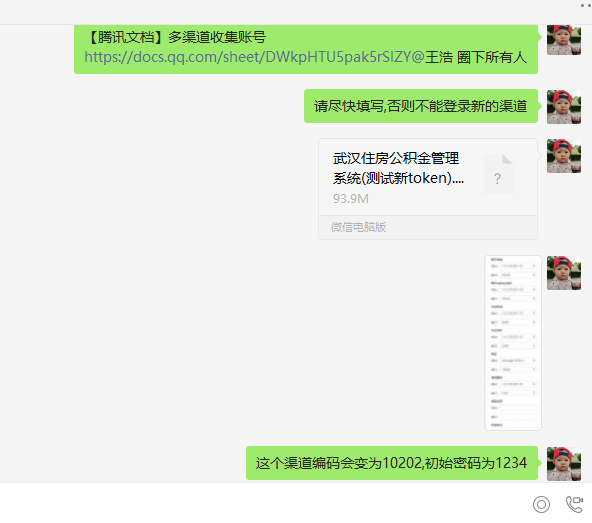 【腾讯文档】多渠道收集账号
https://docs.qq.com/sheet/DWkpHTU5pak5rSlZY@王浩 圈下所有人
请尽快填写,否则不能登录新的渠道
武汉住房公积金管理
系统(测试新token)....
93.9M
?
微信电脑版
这个渠道编码会变为10202,初始密码为1234